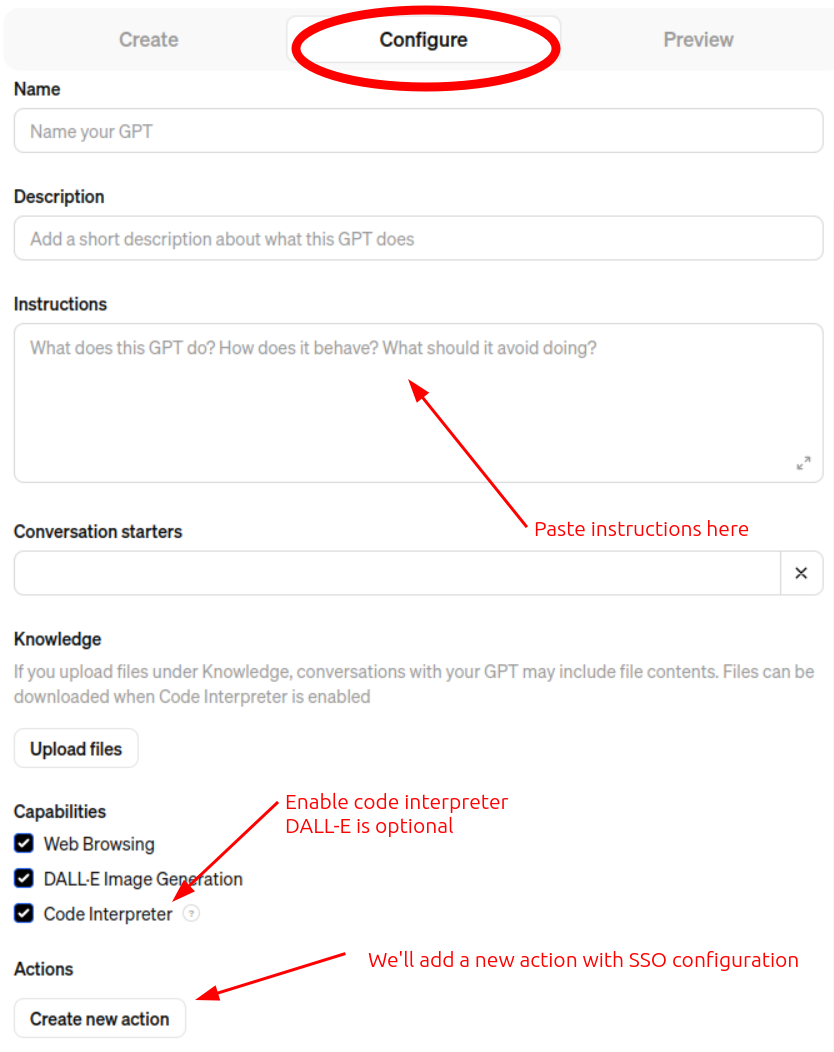 Create Configure Preview
Name
Name your GPT
Description
Add a short description about what this GPT does
Instructions
What does this GPT do? How does it behave? What should it avoid doing?
Paste instructions here
Conversation starters
Knowledge
If you upload files under Knowledge, conversations with your GPT may include file contents. Files can be
downloaded when Code Interpreter is enabled
Upload files
Enable code interpreter
DALL-E is optional
Capabilities
Web Browsing
DALL·E Image Generation
Code Interpreter ?
We'll add a new action with SSO configuration
Actions
Create new action